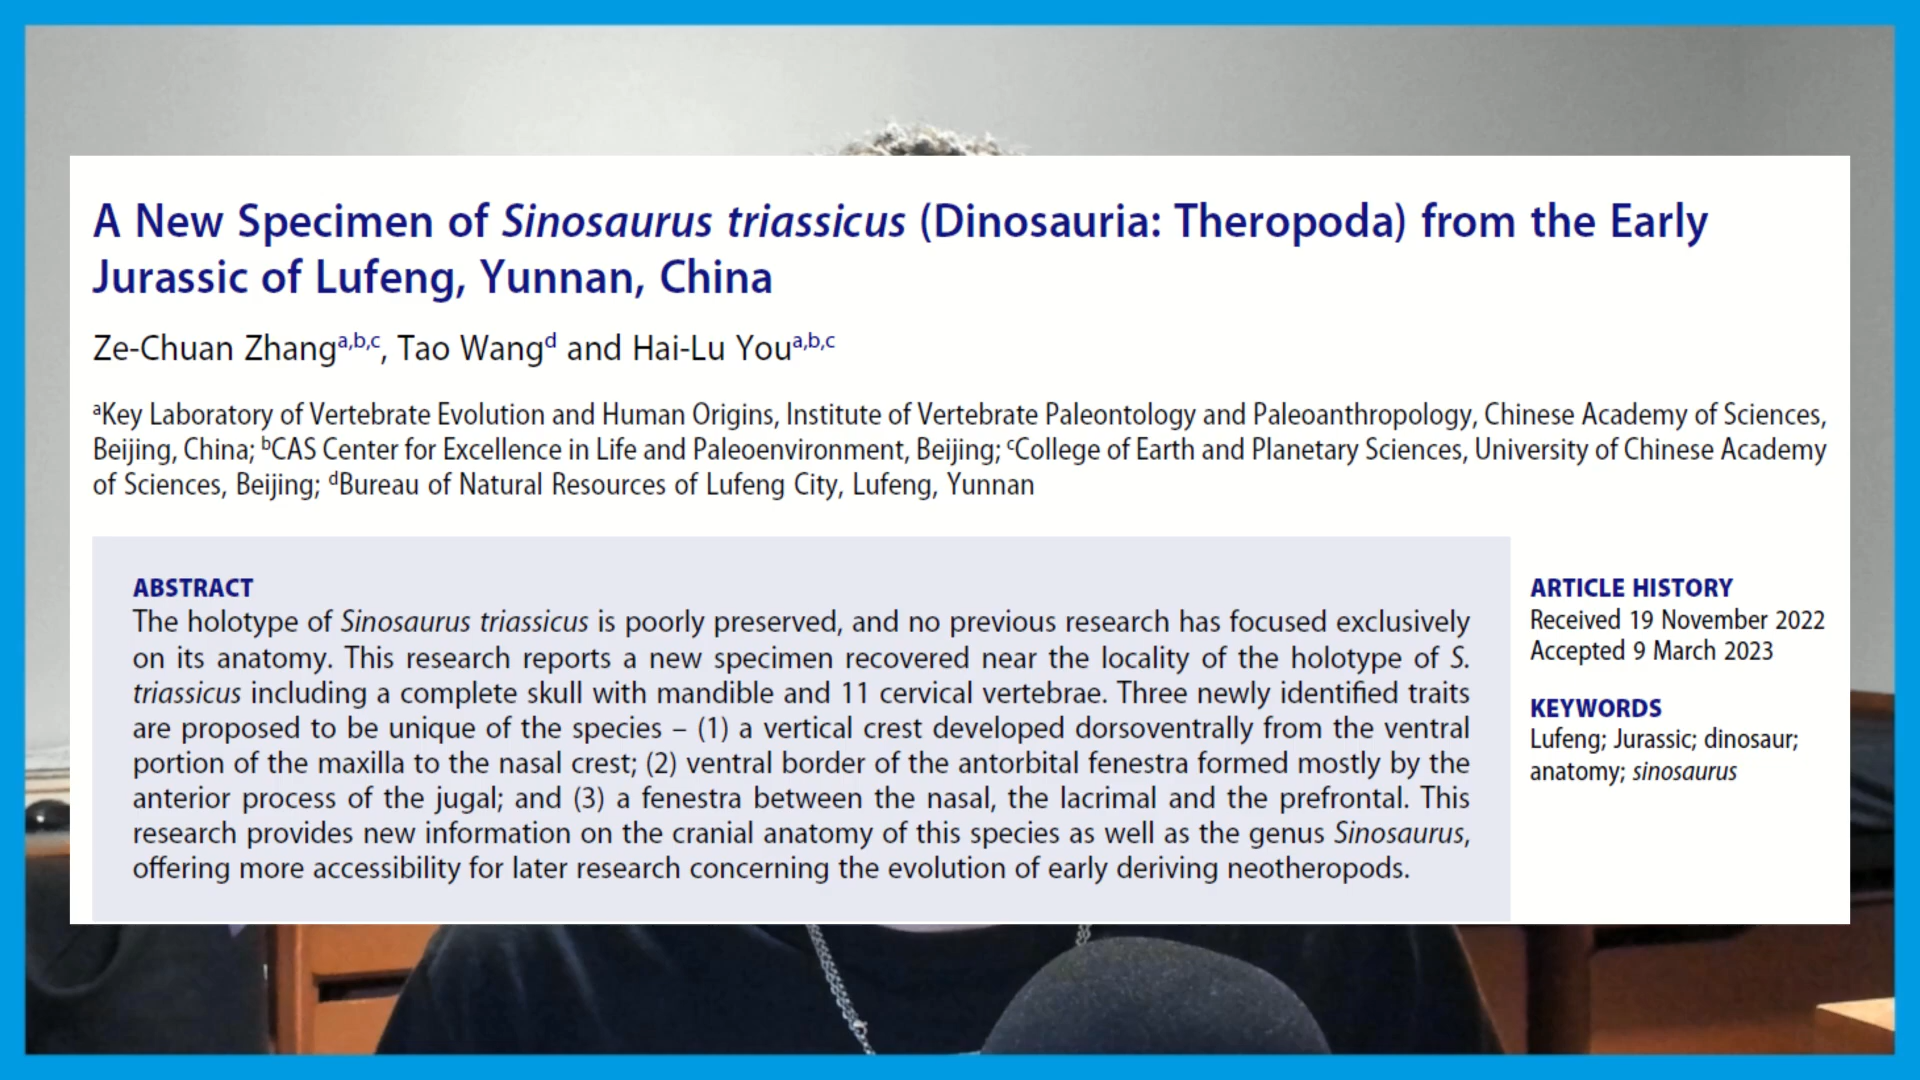 A New Specimen of Sinosaurus triassicus (Dinosauria: Theropoda) from the Early
Jurassic of Lufeng, Yunnan, China
Ze-Chuan Zhanga,b,c, Tao Wangd and Hai-Lu Youa,b,c
aKey Laboratory of Vertebrate Evolution and Human Origins, Institute of Vertebrate Paleontology and Paleoanthropology, Chinese Academy of Sciences,
Beijing, China; bCAS Center for Excellence in Life and Paleoenvironment, Beijing; cCollege of Earth and Planetary Sciences, University of Chinese Academy
of Sciences, Beijing; dBureau of Natural Resources of Lufeng City, Lufeng, Yunnan
ABSTRACT
The holotype of Sinosaurus triassicus is poorly preserved, and no previous research has focused exclusively
on its anatomy. This research reports a new specimen recovered near the locality of the holotype of S.
triassicus including a complete skull with mandible and 11 cervical vertebrae. Three newly identified traits
are proposed to be unique of the species – (1) a vertical crest developed dorsoventrally from the ventral
portion of the maxilla to the nasal crest; (2) ventral border of the antorbital fenestra formed mostly by the
anterior process of the jugal; and (3) a fenestra between the nasal, the lacrimal and the prefrontal. This
research provides new information on the cranial anatomy of this species as well as the genus Sinosaurus,
offering more accessibility for later research concerning the evolution of early deriving neotheropods.
ARTICLE HISTORY
Received 19 November 2022
Accepted 9 March 2023
KEYWORDS
Lufeng; Jurassic; dinosaur;
anatomy; sinosaurus